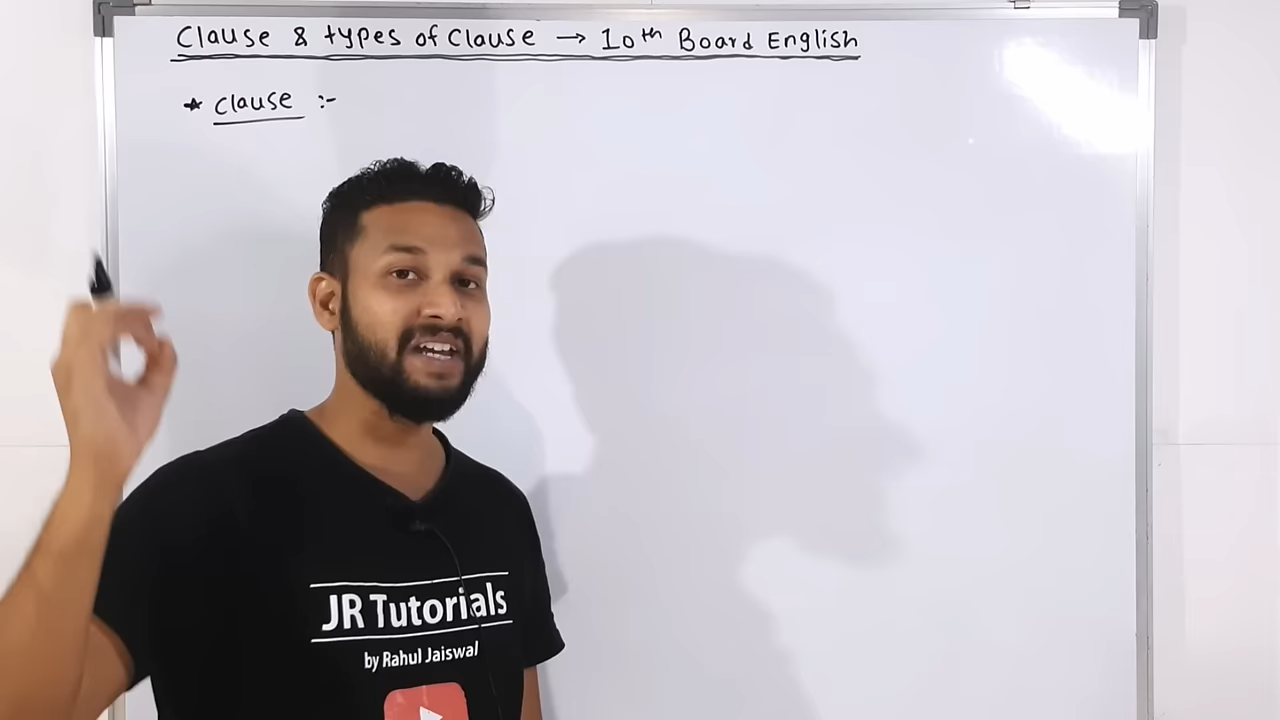 Clause & types of Clause → 10th Board English
* Clause :-
JR Tutorials
by Rahul Jaiswal